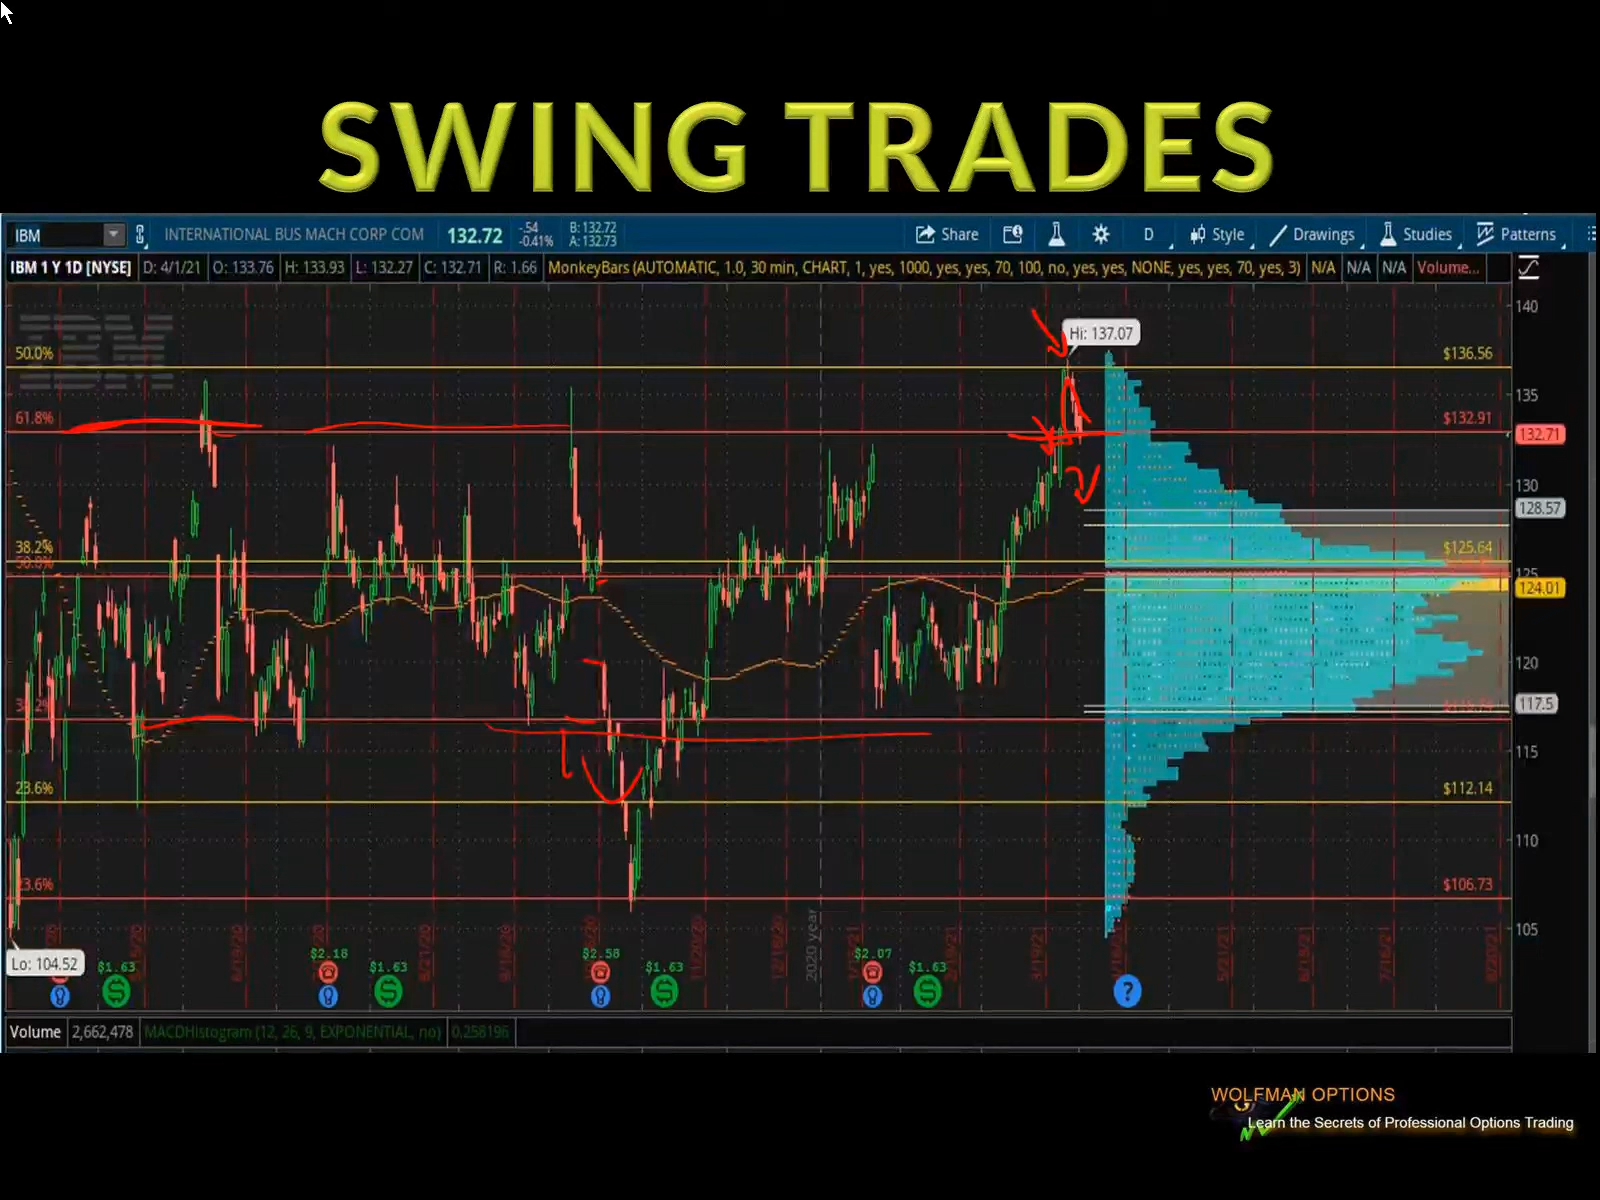 SWING TRADES
IBM INTERNATIONAL BUS MACH CORP COM 132.72 -.54 -0.41% B: 132.72 A: 132.73 Share D Style Drawings Studies Patterns
IBM 1 Y 1D [NYSE] D: 4/1/21 O: 133.76 H: 133.93 L: 132.27 C: 132.71 R: 1.66 MonkeyBars (AUTOMATIC, 1.0, 30 min, CHART, 1, yes, 1000, yes, yes, 70, 100, no, yes, yes, NONE, yes, yes, 70, yes, 3) N/A N/A N/A Volume...
IBM
140
Hi: 137.07
50.0% $136.56
135
61.8% $132.91
132.71
130
128.57
38.2% $125.64
125
124.01
120
117.5
115
23.6% $112.14
110
23.6% $106.73
105
2020 year
Lo: 104.52
$2.18 $2.58 $2.07
$1.63 $1.63 $1.63 $1.63
?
Volume 2,662,478 MACDHistogram (12, 26, 9, EXPONENTIAL, no) 0.258196
WOLFMAN OPTIONS
Learn the Secrets of Professional Options Trading